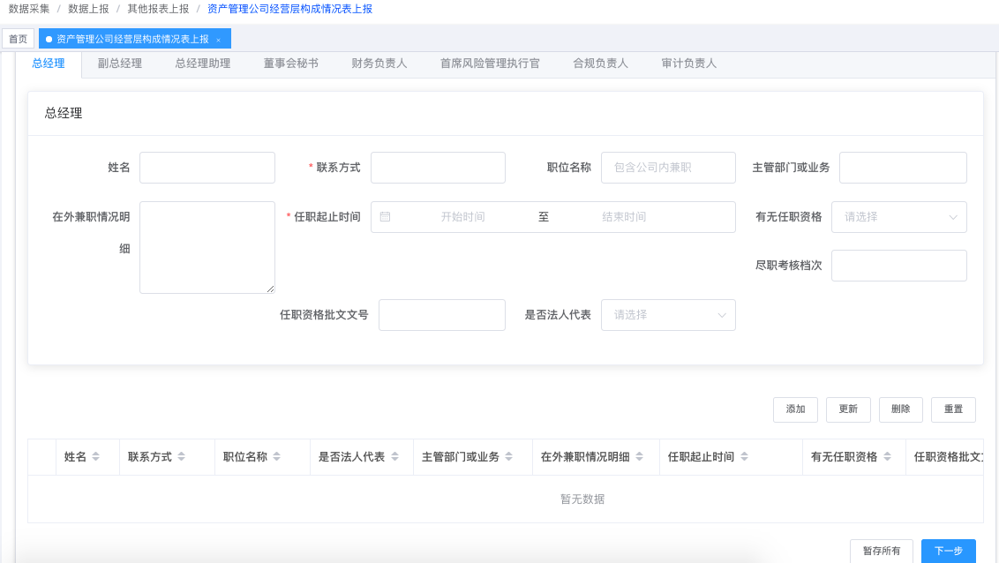 数据采集 / 数据上报 / 其他报表上报 / 资产管理公司经营层构成情况表上报
首页 资产管理公司经营层构成情况表上报 ×
总经理 副总经理 总经理助理 董事会秘书 财务负责人 首席风险管理执行官 合规负责人 审计负责人
总经理
姓名 * 联系方式 职位名称 包含公司内兼职 主管部门或业务
在外兼职情况明 * 任职起止时间 开始时间 至 结束时间 有无任职资格 请选择
细
尽职考核档次
任职资格批文文号 是否法人代表 请选择
添加 更新 删除 重置
姓名 联系方式 职位名称 是否法人代表 主管部门或业务 在外兼职情况明细 任职起止时间 有无任职资格 任职资格批文
暂无数据
暂存所有 下一步